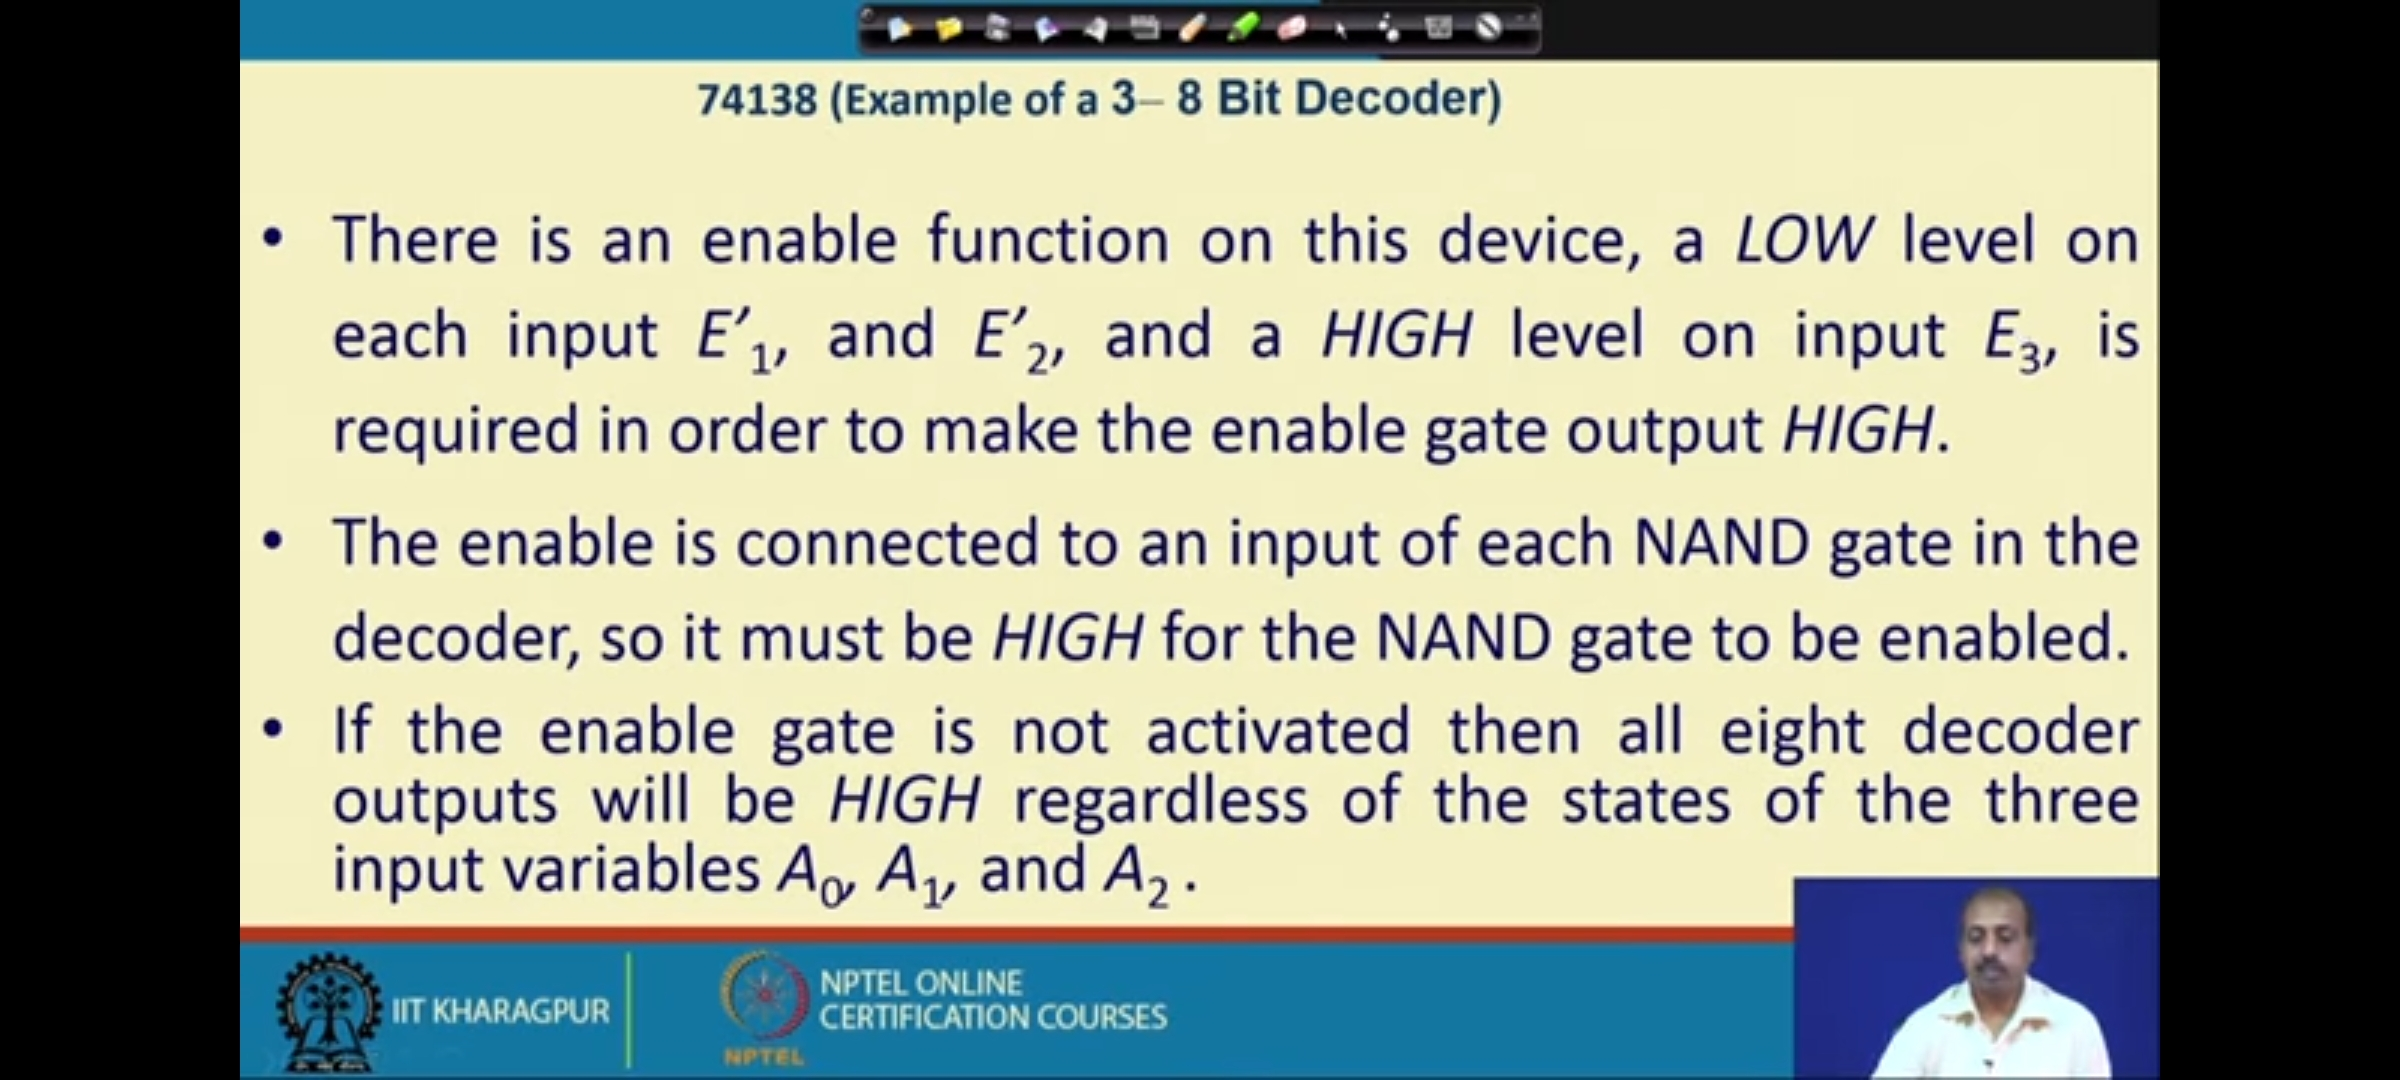 74138 (Example of a 3– 8 Bit Decoder)
• There is an enable function on this device, a LOW level on
each input E′1, and E′2, and a HIGH level on input E3, is
required in order to make the enable gate output HIGH.
• The enable is connected to an input of each NAND gate in the
decoder, so it must be HIGH for the NAND gate to be enabled.
• If the enable gate is not activated then all eight decoder
outputs will be HIGH regardless of the states of the three
input variables A0, A1, and A2 .
IIT KHARAGPUR
NPTEL ONLINE
CERTIFICATION COURSES
NPTEL